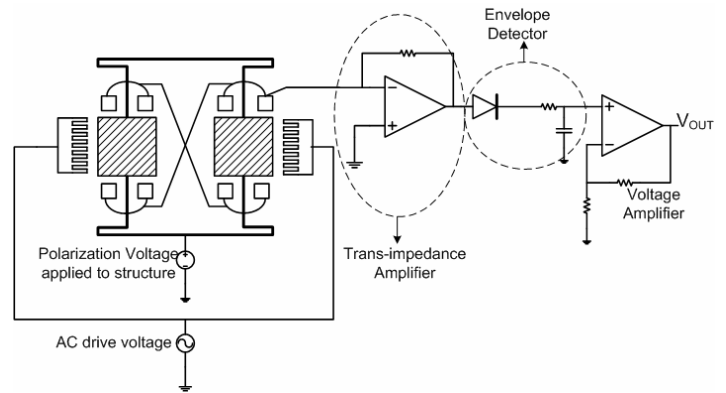 Envelope
Detector
−
+
+
−
VOUT
Voltage
Amplifier
Polarization Voltage
applied to structure
+
-
Trans-impedance
Amplifier
AC drive voltage